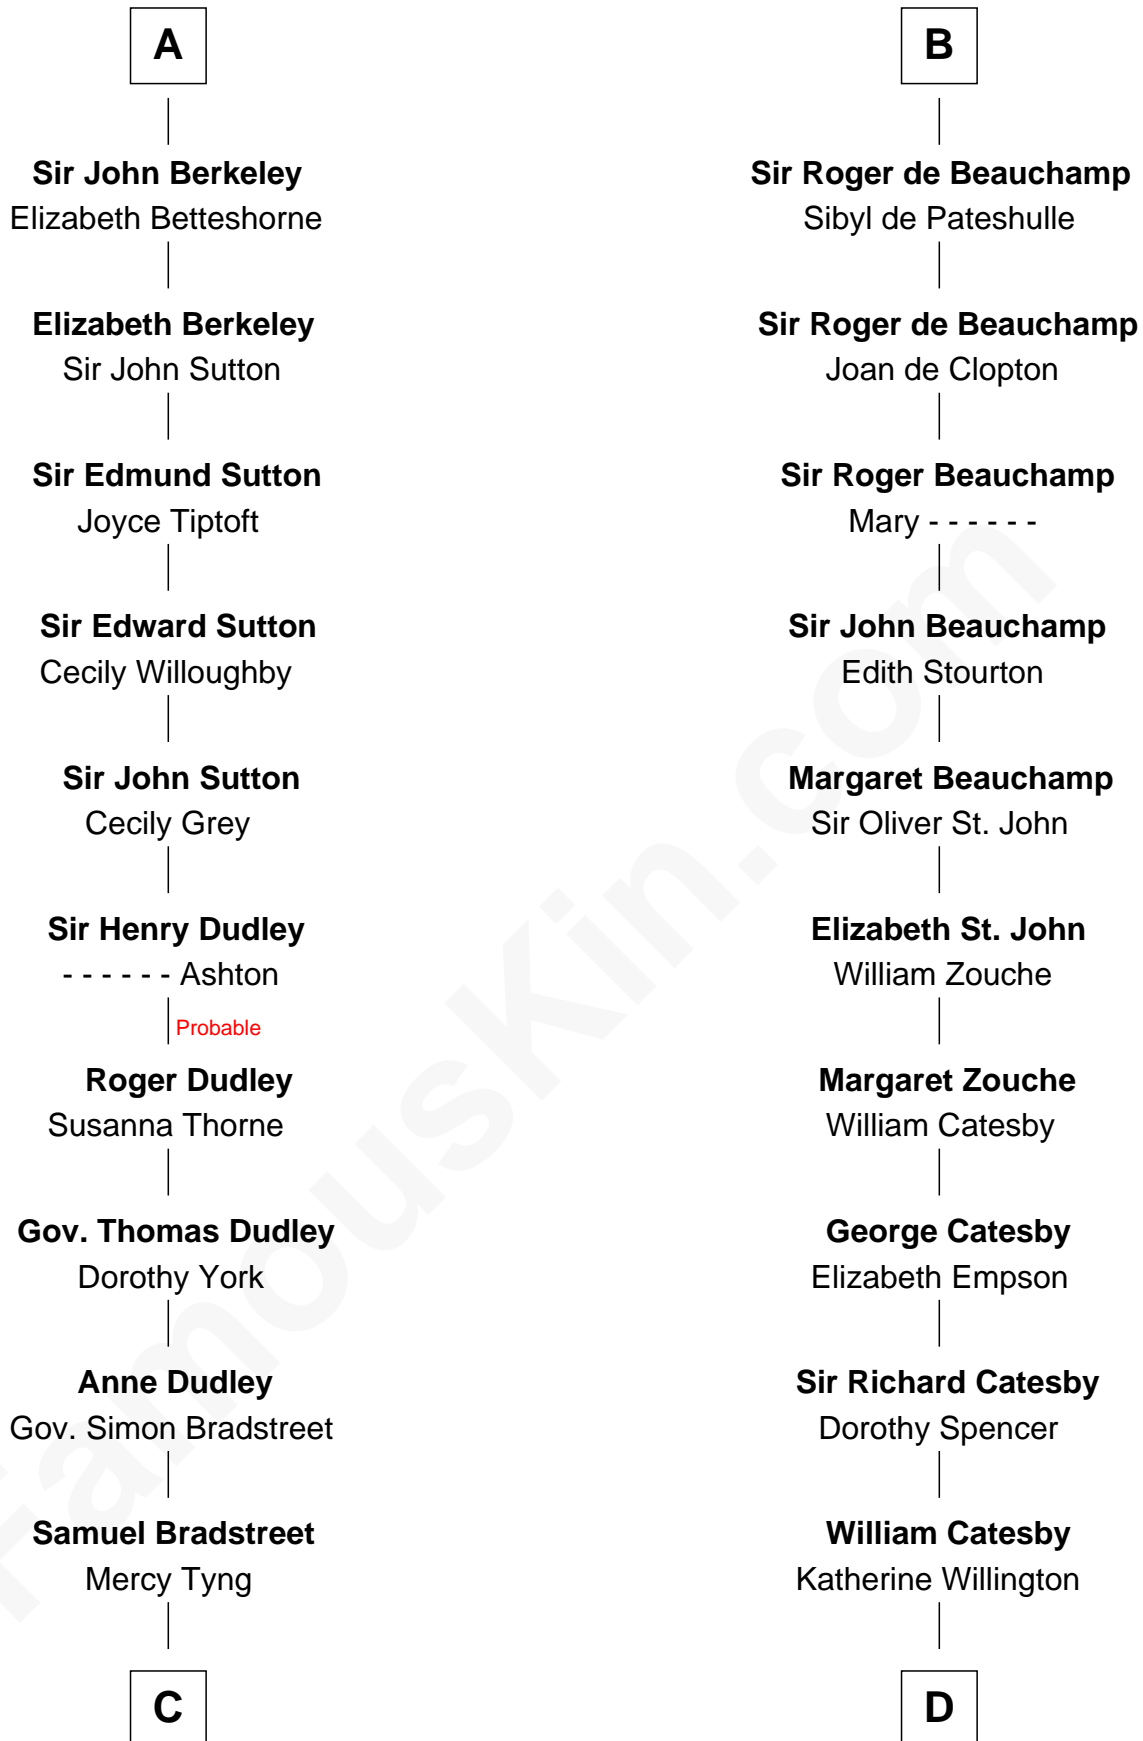 A
Sir John Berkeley
Elizabeth Betteshorne
Elizabeth Berkeley
Sir John Sutton
Sir Edmund Sutton
Joyce Tiptoft
Sir Edward Sutton
Cecily Willoughby
Sir John Sutton
Cecily Grey
Sir Henry Dudley
- - - - - - Ashton
Probable
Roger Dudley
Susanna Thorne
Gov. Thomas Dudley
Dorothy York
Anne Dudley
Gov. Simon Bradstreet
Samuel Bradstreet
Mercy Tyng
C
B
Sir Roger de Beauchamp
Sibyl de Pateshulle
Sir Roger de Beauchamp
Joan de Clopton
Sir Roger Beauchamp
Mary - - - - - -
Sir John Beauchamp
Edith Stourton
Margaret Beauchamp
Sir Oliver St. John
Elizabeth St. John
William Zouche
Margaret Zouche
William Catesby
George Catesby
Elizabeth Empson
Sir Richard Catesby
Dorothy Spencer
William Catesby
Katherine Willington
D
FamousKin.com